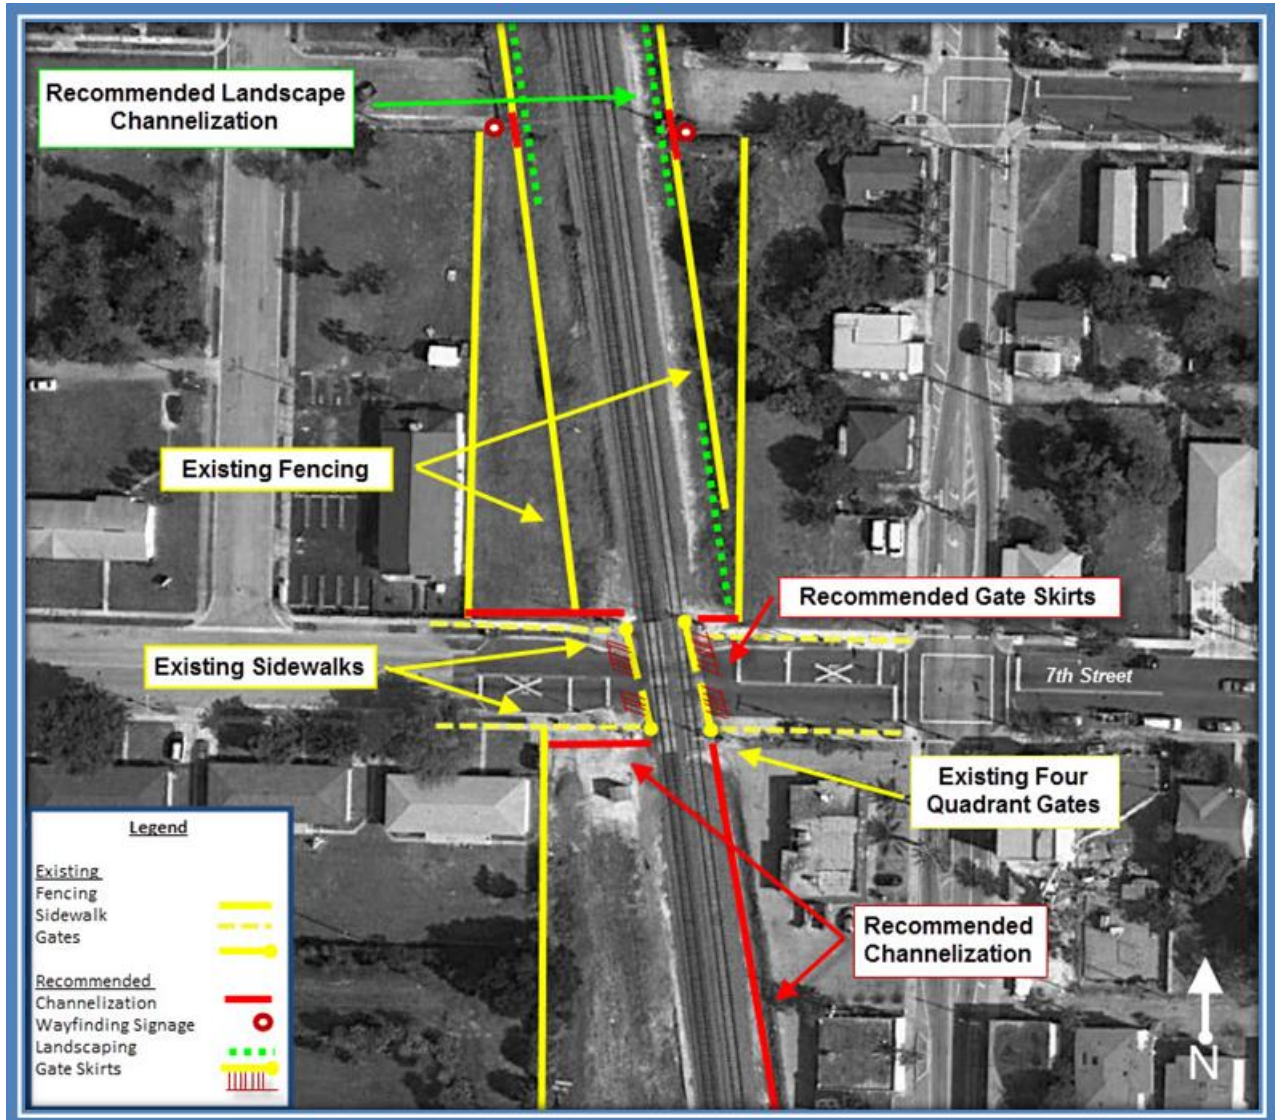 Recommended Landscape
Channelization
Existing Fencing
Recommended Gate Skirts
Existing Sidewalks
7th Street
Existing Four
Quadrant Gates
Recommended
Channelization
Legend
Existing
Fencing
Sidewalk
Gates
Recommended
Channelization
Wayfinding Signage
Landscaping
Gate Skirts
N